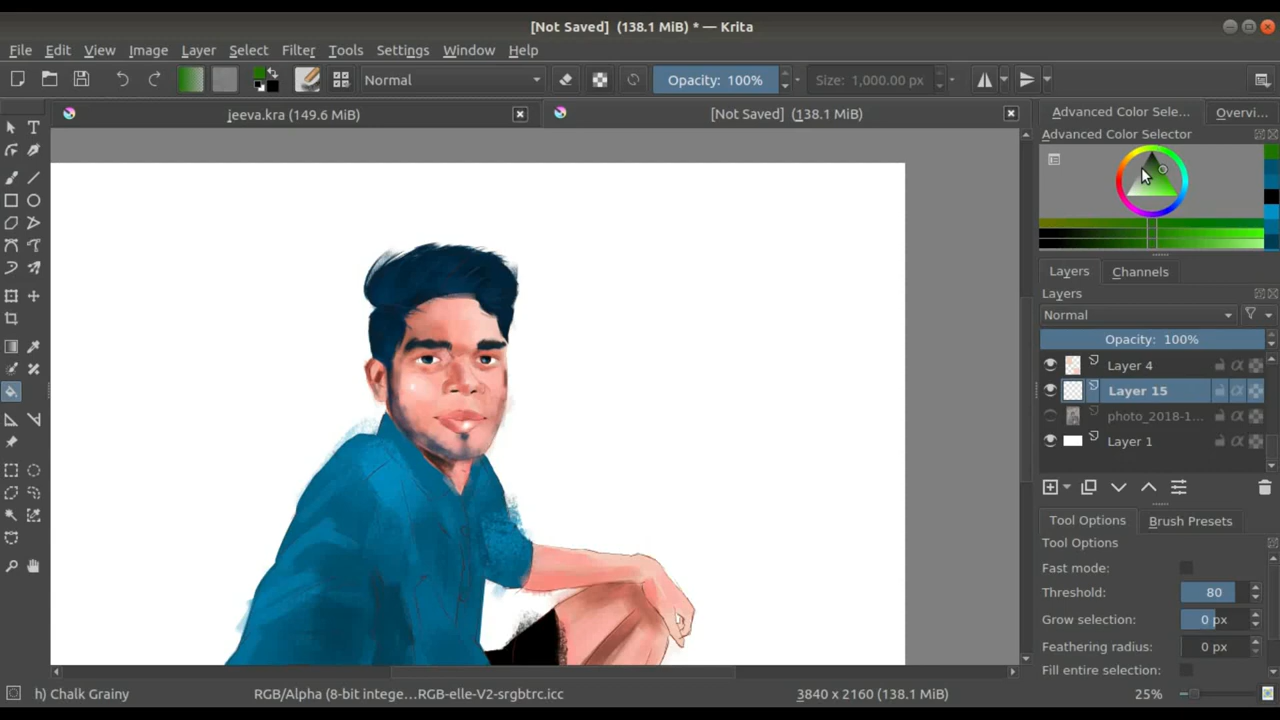 [Not Saved] (138.1 MiB) * — Krita
File Edit View Image Layer Select Filter Tools Settings Window Help
Normal Opacity: 100% Size: 1,000.00 px
jeeva.kra (149.6 MiB) [Not Saved] (138.1 MiB)
Advanced Color Sele... Overvi...
Advanced Color Selector
Layers Channels
Layers
Normal
Opacity: 100%
Layer 4
Layer 15
photo_2018-1...
Layer 1
Tool Options Brush Presets
Tool Options
Fast mode:
Threshold: 80
Grow selection: 0 px
Feathering radius: 0 px
Fill entire selection:
h) Chalk Grainy RGB/Alpha (8-bit intege...RGB-elle-V2-srgbtrc.icc 3840 x 2160 (138.1 MiB) 25%